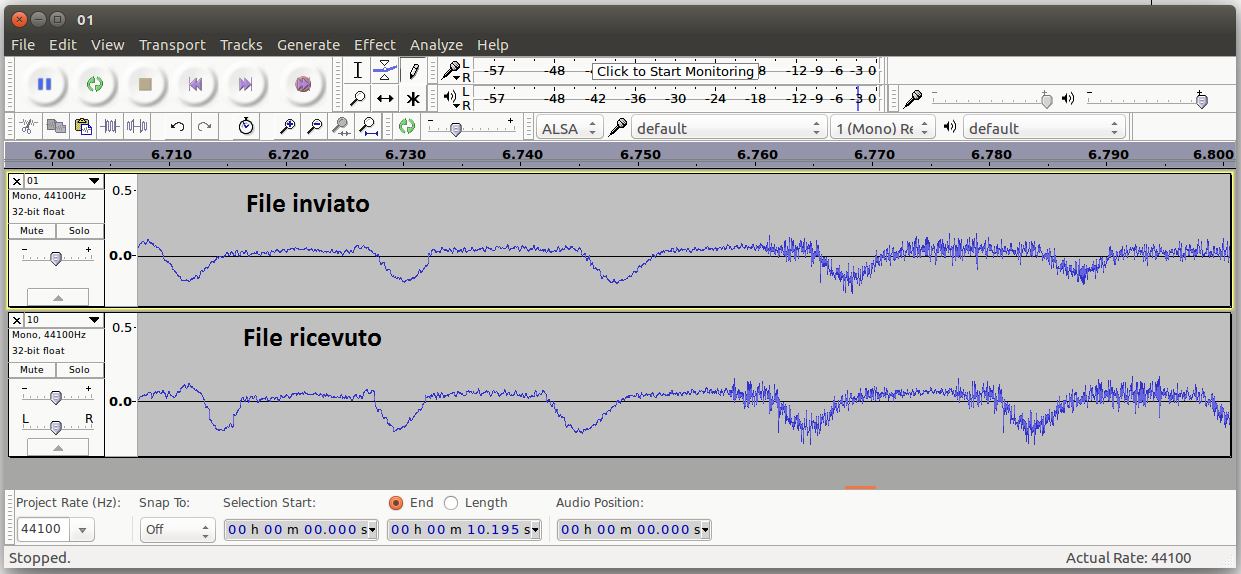 01
File Edit View Transport Tracks Generate Effect Analyze Help
L R -57 -48 Click to Start Monitoring 8 -12 -9 -6 -3 0
L R -57 -48 -42 -36 -30 -24 -18 -12 -9 -6 -3 0
ALSA default 1 (Mono) Re default
6.700 6.710 6.720 6.730 6.740 6.750 6.760 6.770 6.780 6.790 6.800
01
Mono, 44100Hz
32-bit float
Mute Solo
- +
0.5
0.0
File inviato
10
Mono, 44100Hz
32-bit float
Mute Solo
- +
L R
0.5
0.0
File ricevuto
Project Rate (Hz): Snap To: Selection Start: End Length Audio Position:
44100 Off 00 h 00 m 00.000 s 00 h 00 m 10.195 s 00 h 00 m 00.000 s
Stopped. Actual Rate: 44100